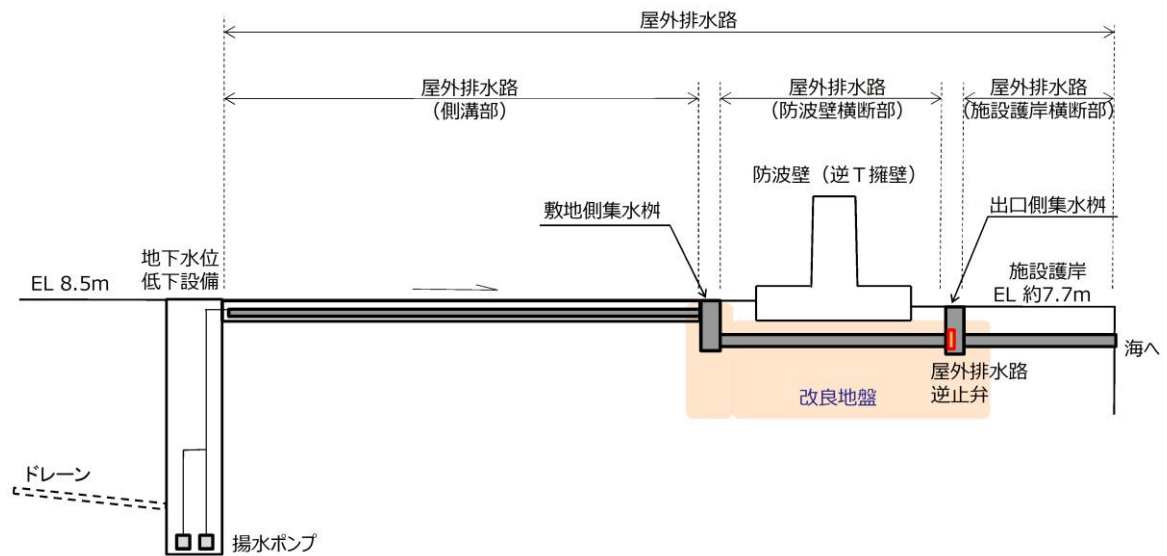 屋外排水路
屋外排水路
（側溝部）
屋外排水路
（防波壁横断部）
屋外排水路
（施設護岸横断部）
防波壁（逆T擁壁）
敷地側集水桝
出口側集水桝
地下水位
低下設備
EL 8.5m
施設護岸
EL 約7.7m
海へ
屋外排水路
逆止弁
改良地盤
ドレーン
揚水ポンプ